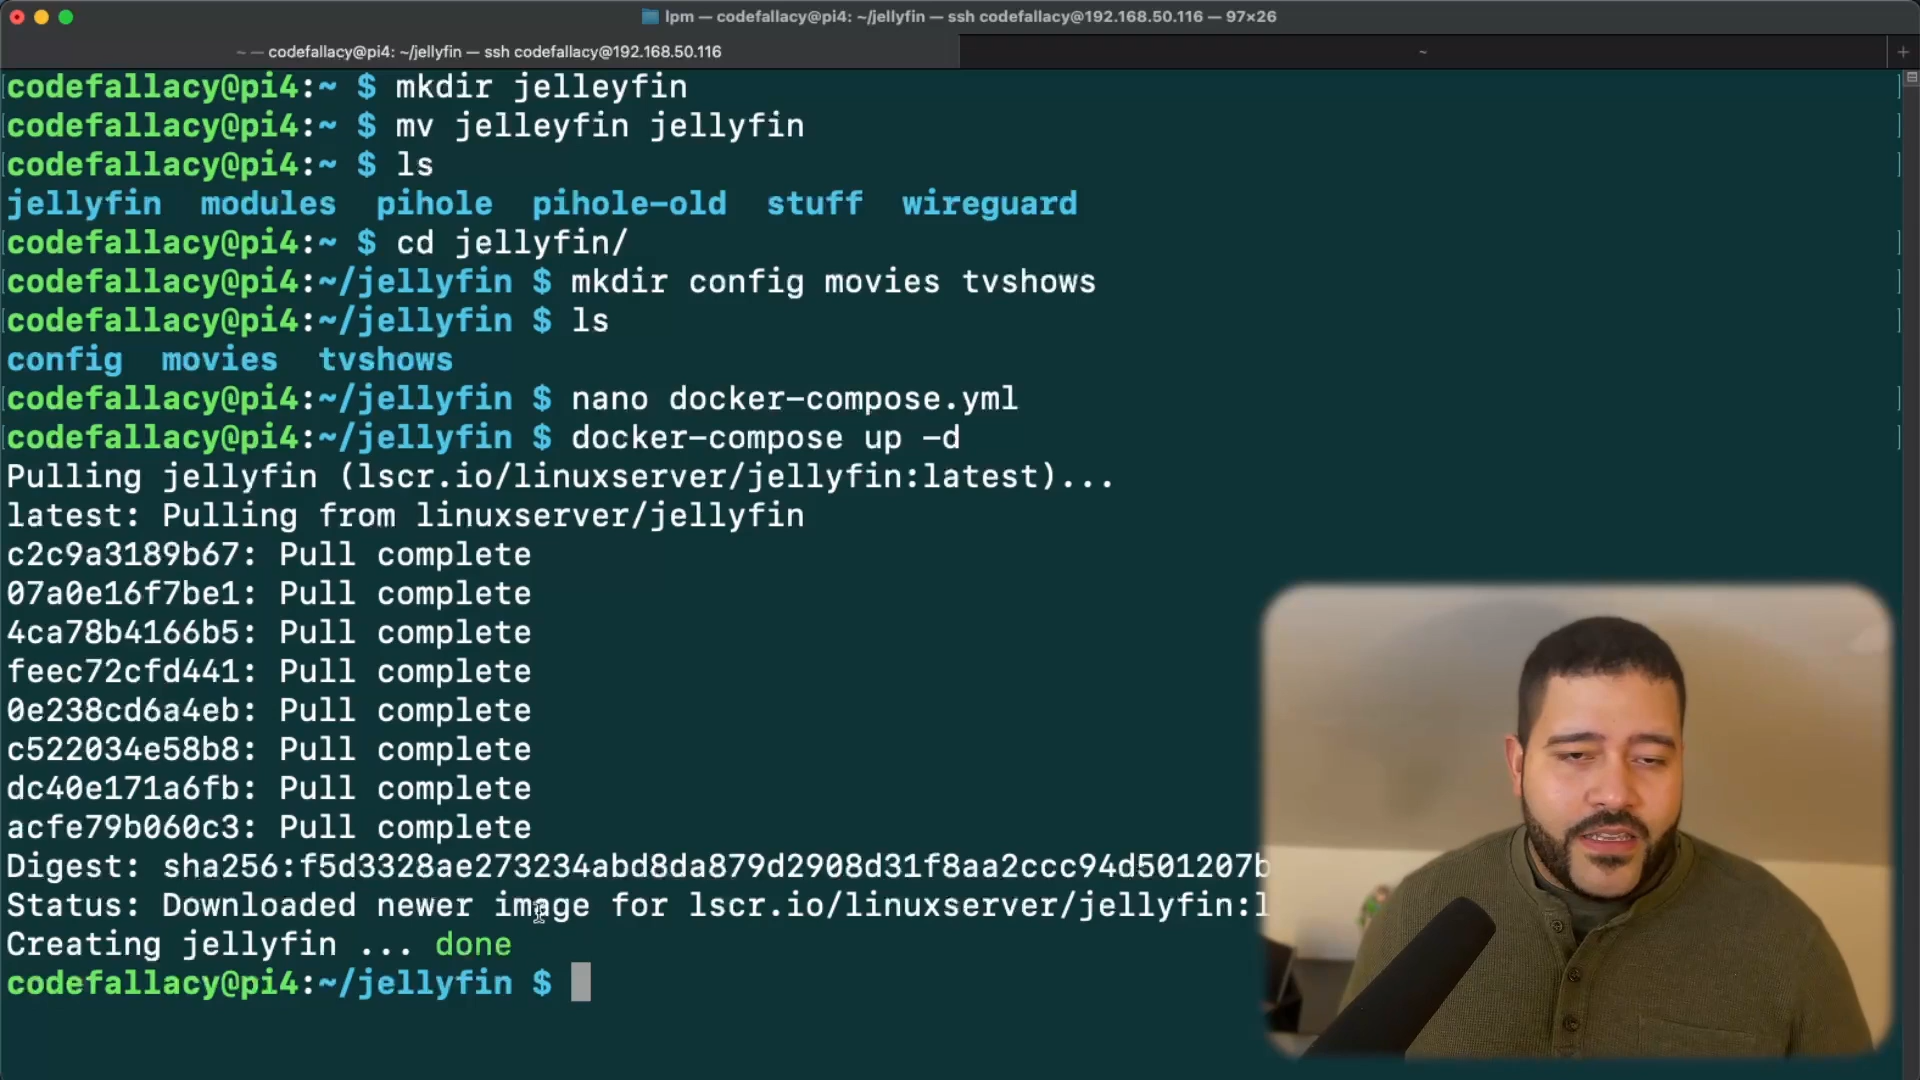 lpm — codefallacy@pi4: ~/jellyfin — ssh codefallacy@192.168.50.116 — 97×26
~ — codefallacy@pi4: ~/jellyfin — ssh codefallacy@192.168.50.116
~
+
codefallacy@pi4:~ $ mkdir jelleyfin
codefallacy@pi4:~ $ mv jelleyfin jellyfin
codefallacy@pi4:~ $ ls
jellyfin modules pihole pihole-old stuff wireguard
codefallacy@pi4:~ $ cd jellyfin/
codefallacy@pi4:~/jellyfin $ mkdir config movies tvshows
codefallacy@pi4:~/jellyfin $ ls
config movies tvshows
codefallacy@pi4:~/jellyfin $ nano docker-compose.yml
codefallacy@pi4:~/jellyfin $ docker-compose up -d
Pulling jellyfin (lscr.io/linuxserver/jellyfin:latest)...
latest: Pulling from linuxserver/jellyfin
c2c9a3189b67: Pull complete
07a0e16f7be1: Pull complete
4ca78b4166b5: Pull complete
feec72cfd441: Pull complete
0e238cd6a4eb: Pull complete
c522034e58b8: Pull complete
dc40e171a6fb: Pull complete
acfe79b060c3: Pull complete
Digest: sha256:f5d3328ae273234abd8da879d2908d31f8aa2ccc94d501207b
Status: Downloaded newer image for lscr.io/linuxserver/jellyfin:l
Creating jellyfin ... done
codefallacy@pi4:~/jellyfin $